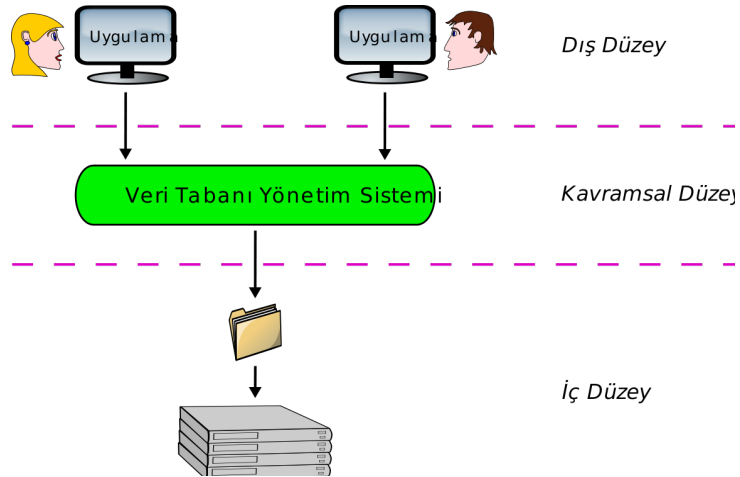 Uygulama
Uygulama
Dış Düzey
Veri Tabanı Yönetim Sistemi
Kavramsal Düzey
İç Düzey